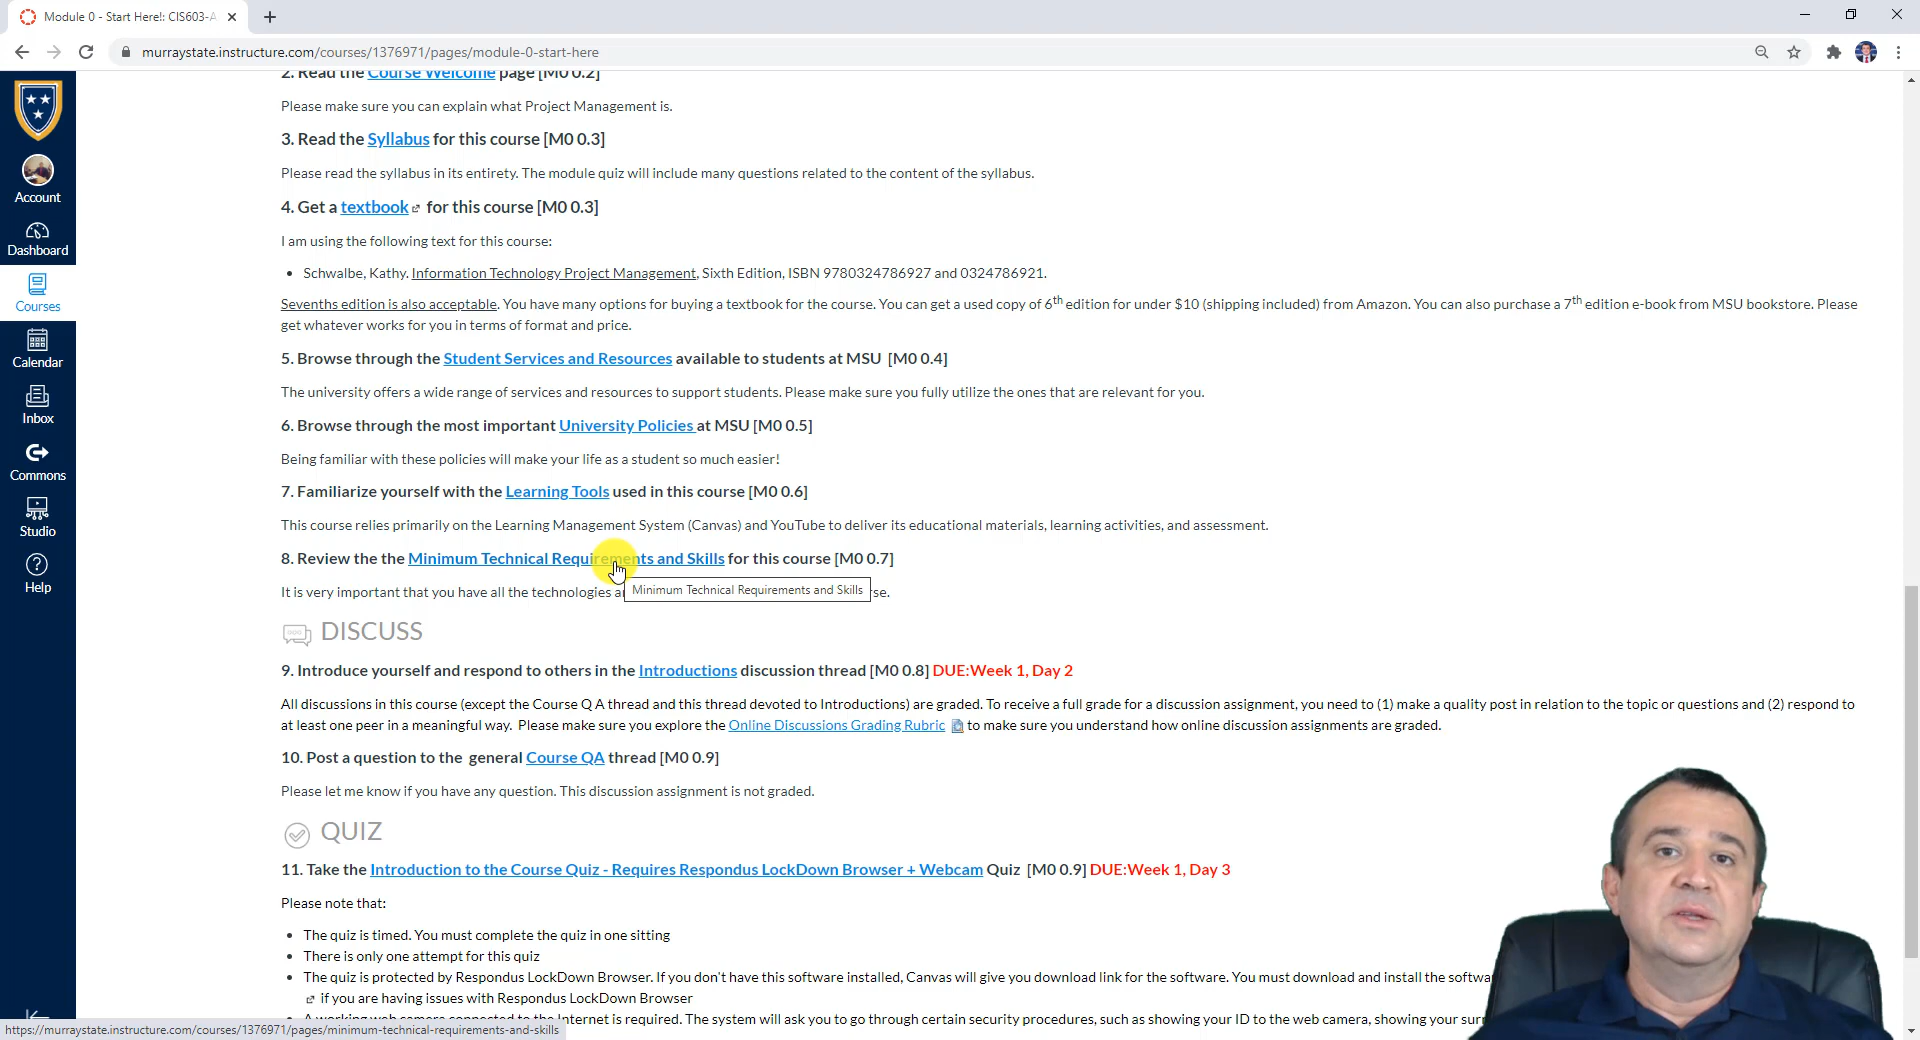 Module 0 - Start Here!: CIS603-A
murraystate.instructure.com/courses/1376971/pages/module-0-start-here
2. Read the Course Welcome page [M0 0.2]
Please make sure you can explain what Project Management is.
3. Read the Syllabus for this course [M0 0.3]
Please read the syllabus in its entirety. The module quiz will include many questions related to the content of the syllabus.
4. Get a textbook for this course [M0 0.3]
I am using the following text for this course:
Schwalbe, Kathy. Information Technology Project Management, Sixth Edition, ISBN 9780324786927 and 0324786921.
Sevenths edition is also acceptable. You have many options for buying a textbook for the course. You can get a used copy of 6th edition for under $10 (shipping included) from Amazon. You can also purchase a 7th edition e-book from MSU bookstore. Please
get whatever works for you in terms of format and price.
5. Browse through the Student Services and Resources available to students at MSU [M0 0.4]
The university offers a wide range of services and resources to support students. Please make sure you fully utilize the ones that are relevant for you.
6. Browse through the most important University Policies at MSU [M0 0.5]
Being familiar with these policies will make your life as a student so much easier!
7. Familiarize yourself with the Learning Tools used in this course [M0 0.6]
This course relies primarily on the Learning Management System (Canvas) and YouTube to deliver its educational materials, learning activities, and assessment.
8. Review the the Minimum Technical Requirements and Skills for this course [M0 0.7]
It is very important that you have all the technologies
Minimum Technical Requirements and Skills
DISCUSS
9. Introduce yourself and respond to others in the Introductions discussion thread [M0 0.8] DUE:Week 1, Day 2
All discussions in this course (except the Course Q A thread and this thread devoted to Introductions) are graded. To receive a full grade for a discussion assignment, you need to (1) make a quality post in relation to the topic or questions and (2) respond to
at least one peer in a meaningful way. Please make sure you explore the Online Discussions Grading Rubric to make sure you understand how online discussion assignments are graded.
10. Post a question to the general Course QA thread [M0 0.9]
Please let me know if you have any question. This discussion assignment is not graded.
QUIZ
11. Take the Introduction to the Course Quiz - Requires Respondus LockDown Browser + Webcam Quiz [M0 0.9] DUE:Week 1, Day 3
Please note that:
The quiz is timed. You must complete the quiz in one sitting
There is only one attempt for this quiz
The quiz is protected by Respondus LockDown Browser. If you don't have this software installed, Canvas will give you download link for the software. You must download and install the softwa
if you are having issues with Respondus LockDown Browser
A working web camera connected to the Internet is required. The system will ask you to go through certain security procedures, such as showing your ID to the web camera, showing your
Account
Dashboard
Courses
Calendar
Inbox
Commons
Studio
Help
https://murraystate.instructure.com/courses/1376971/pages/minimum-technical-requirements-and-skills